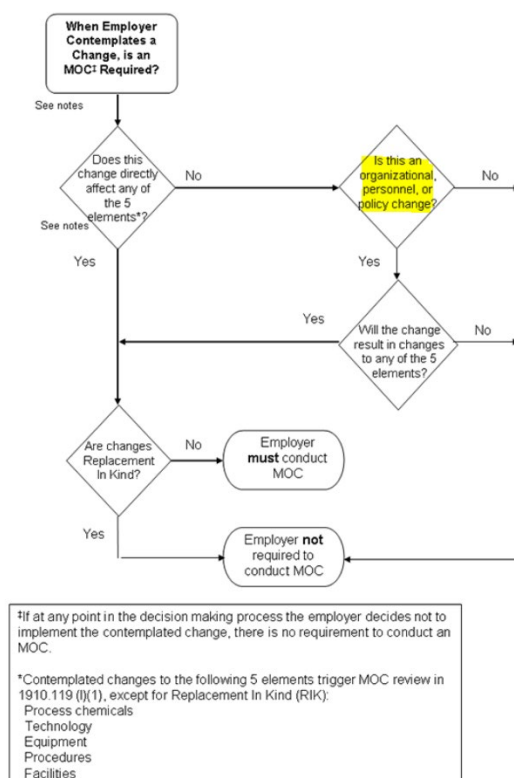 When Employer
Contemplates a
Change, is an
MOC‡ Required?
See notes
Does this
change directly
affect any of
the 5
elements*?
See notes
No
Is this an
organizational,
personnel, or
policy change?
No
Yes
Yes
Yes
Will the change
result in changes
to any of the 5
elements?
No
Are changes
Replacement
In Kind?
No
Employer
must conduct
MOC
Yes
Employer not
required to
conduct MOC
‡If at any point in the decision making process the employer decides not to
implement the contemplated change, there is no requirement to conduct an
MOC.
*Contemplated changes to the following 5 elements trigger MOC review in
1910.119 (l)(1), except for Replacement In Kind (RIK):
Process chemicals
Technology
Equipment
Procedures
Facilities